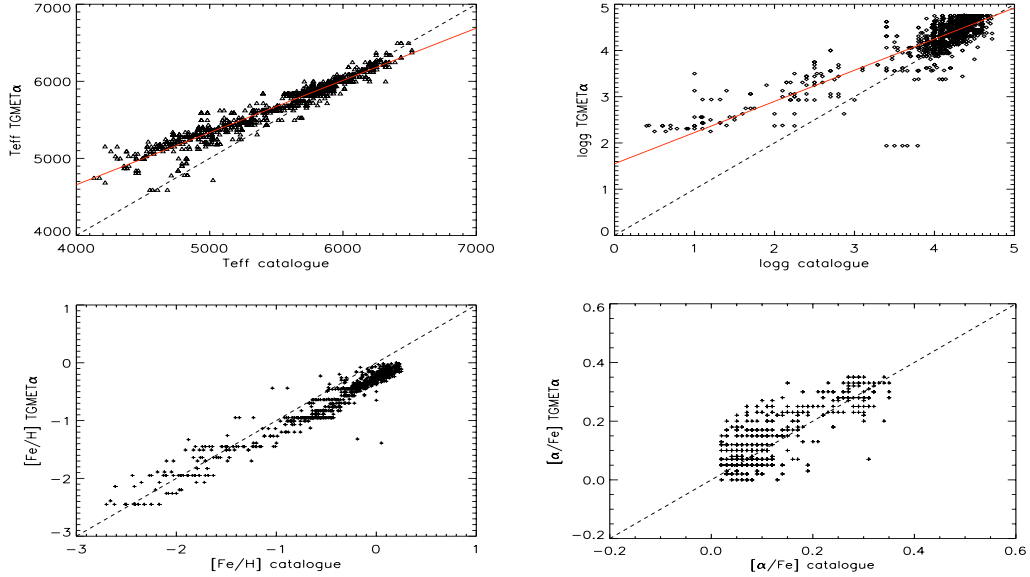 7000
6000
5000
4000
Teff TGMETα
4000 5000 6000 7000
Teff catalogue
5
4
3
2
1
0
logg TGMETα
0 1 2 3 4 5
logg catalogue
1
0
−1
−2
−3
[Fe/H] TGMETα
−3 −2 −1 0 1
[Fe/H] catalogue
0.6
0.4
0.2
0.0
−0.2
[α/Fe] TGMETα
−0.2 0.0 0.2 0.4 0.6
[α/Fe] catalogue